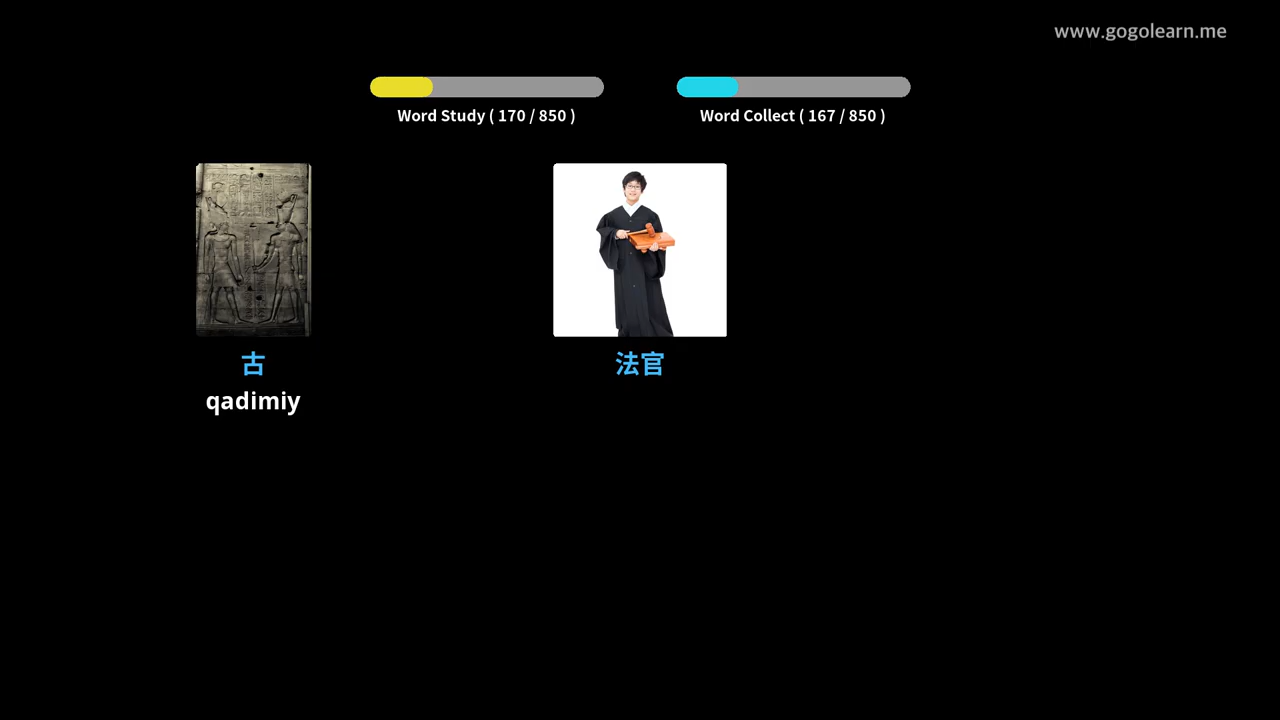 www.gogolearn.me
Word Study ( 170 / 850 )
Word Collect ( 167 / 850 )
古
qadimiy
法官